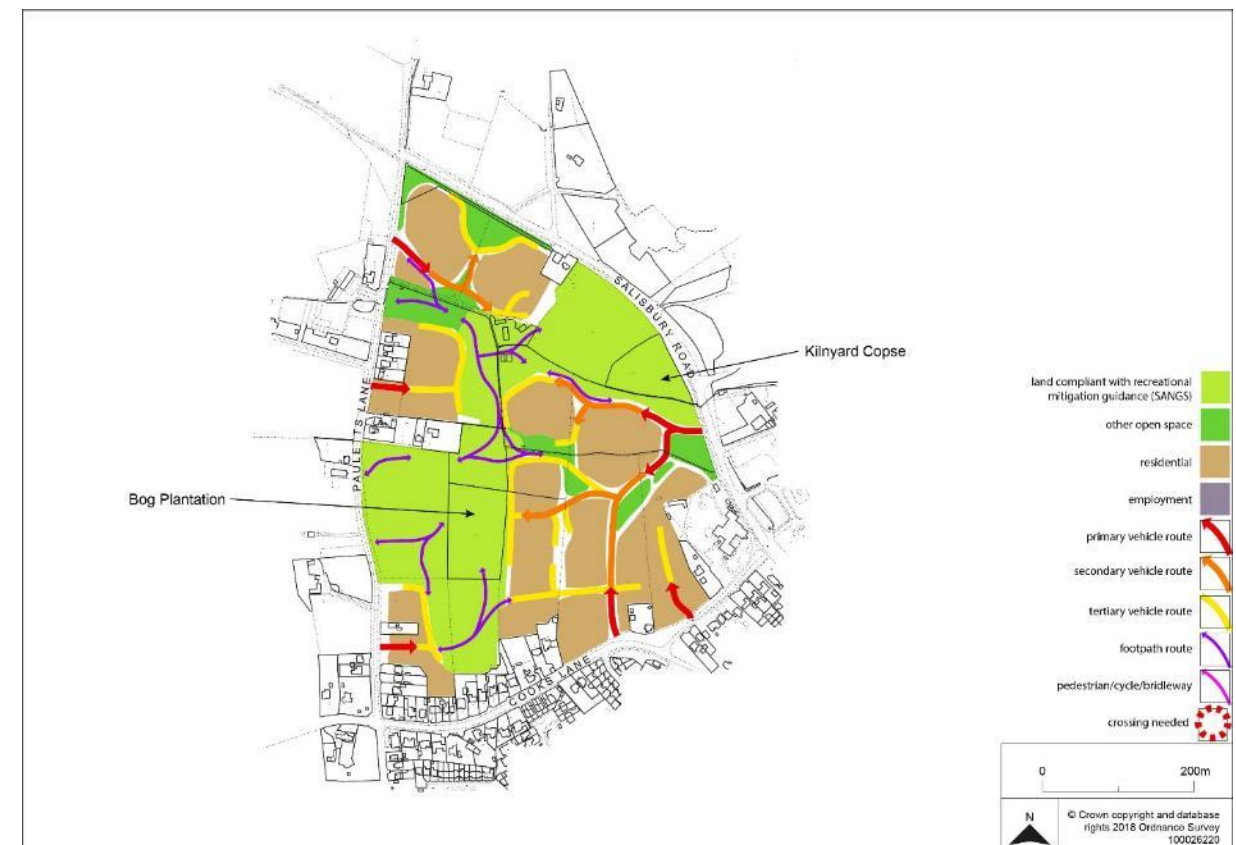 SALISBURY ROAD
Kilnyard Copse
PAULETTS LANE
Bog Plantation
COOKS LANE
land compliant with recreational
mitigation guidance (SANGS)
other open space
residential
employment
primary vehicle route
secondary vehicle route
tertiary vehicle route
footpath route
pedestrian/cycle/bridleway
crossing needed
0 200m
N
© Crown copyright and database
rights 2018 Ordnance Survey
100026220